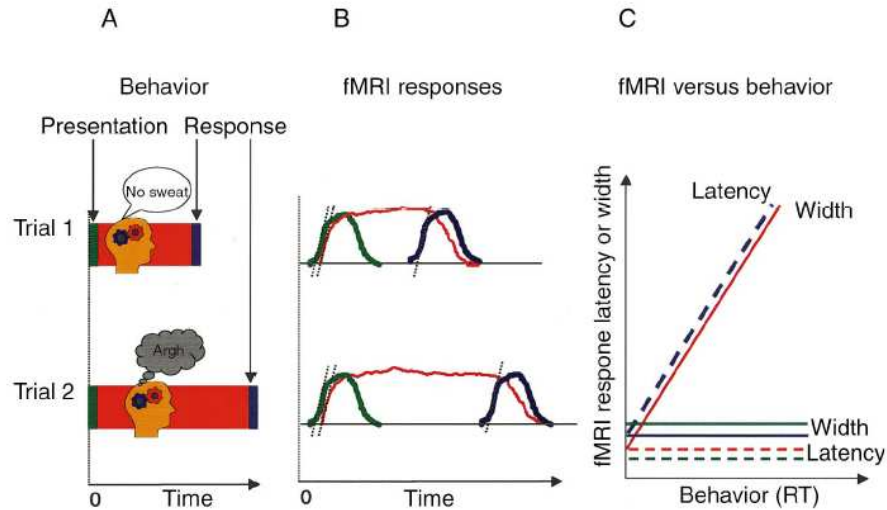 A
B
C
Behavior
fMRI responses
fMRI versus behavior
Presentation
Response
No sweat
Trial 1
Argh
Trial 2
0
Time
0
Time
fMRI respone latency or width
Latency
Width
Width
Latency
Behavior (RT)